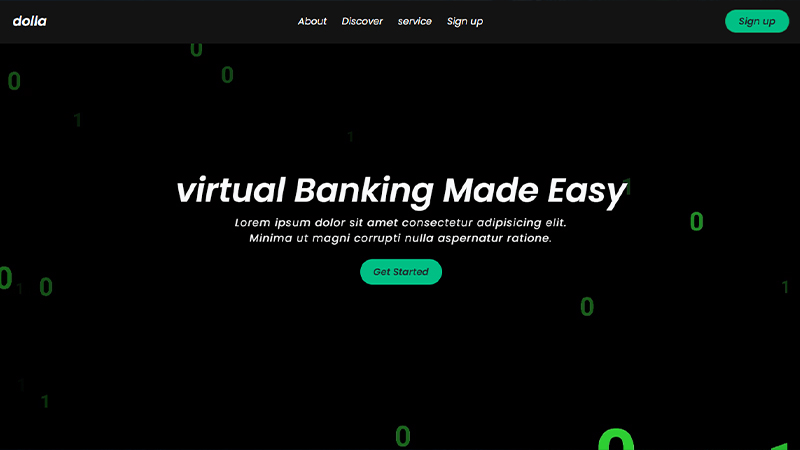 dolla
About Discover service Sign up
Sign up
0
0
0
1
1
virtual Banking Made Easy
1
Lorem ipsum dolor sit amet consectetur adipisicing elit.
0
Minima ut magni corrupti nulla aspernatur ratione.
Get Started
0
1
0
1
0
1
1
0
0
1